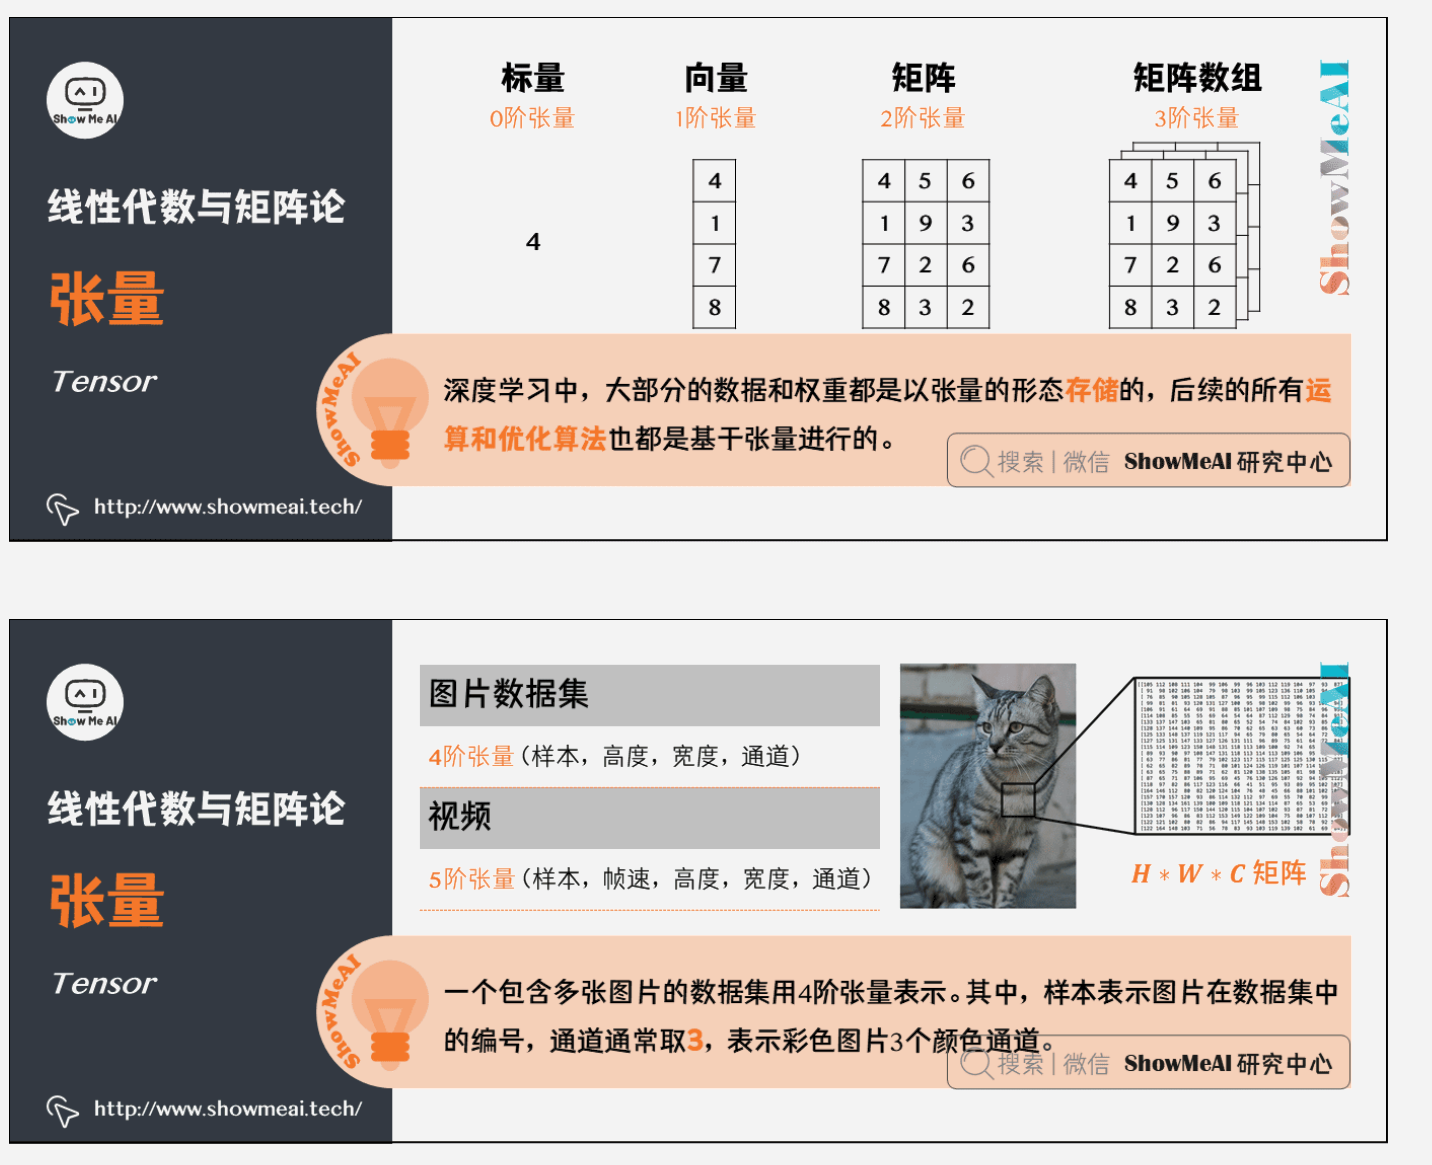 Show Me AI
线性代数与矩阵论
张量
Tensor
http://www.showmeai.tech/
标量 向量 矩阵 矩阵数组
0阶张量 1阶张量 2阶张量 3阶张量
4
4
1
7
8
4 5 6
1 9 3
7 2 6
8 3 2
4 5 6
1 9 3
7 2 6
8 3 2
ShowMeAI
ShowMeAI
深度学习中，大部分的数据和权重都是以张量的形态存储的，后续的所有运
算和优化算法也都是基于张量进行的。
搜索 | 微信 ShowMeAI 研究中心
Show Me AI
线性代数与矩阵论
张量
Tensor
http://www.showmeai.tech/
图片数据集
4阶张量（样本，高度，宽度，通道）
视频
5阶张量（样本，帧速，高度，宽度，通道）
H * W * C 矩阵
ShowMeAI
ShowMeAI
一个包含多张图片的数据集用4阶张量表示。其中，样本表示图片在数据集中
的编号，通道通常取3，表示彩色图片3个颜色通道。
搜索 | 微信 ShowMeAI 研究中心